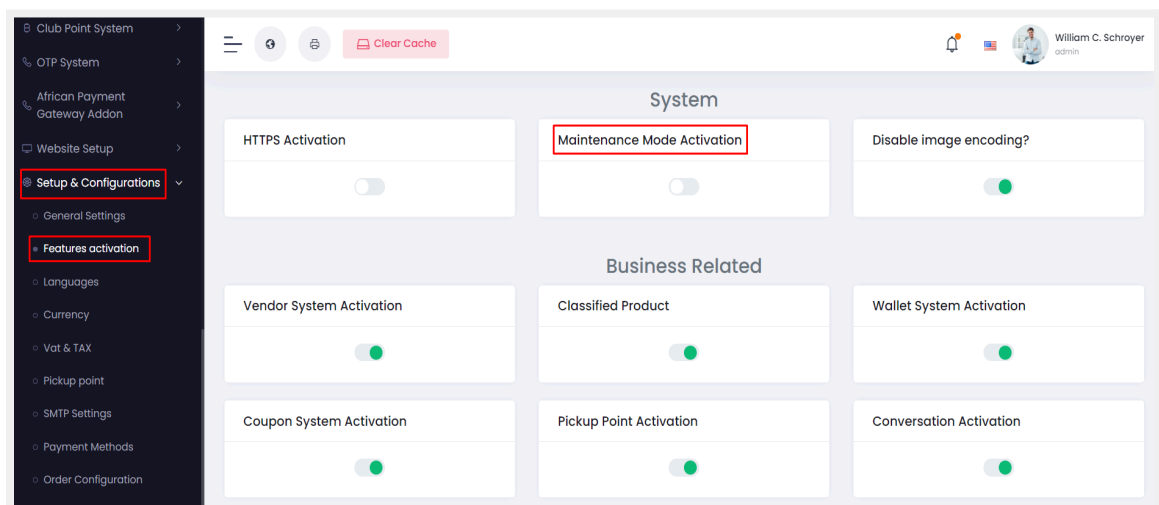 Club Point System
OTP System
African Payment
Gateway Addon
Website Setup
Setup & Configurations
General Settings
Features activation
Languages
Currency
Vat & TAX
Pickup point
SMTP Settings
Payment Methods
Order Configuration
Clear Cache
William C. Schroyer
admin
System
HTTPS Activation
Maintenance Mode Activation
Disable image encoding?
Business Related
Vendor System Activation
Classified Product
Wallet System Activation
Coupon System Activation
Pickup Point Activation
Conversation Activation